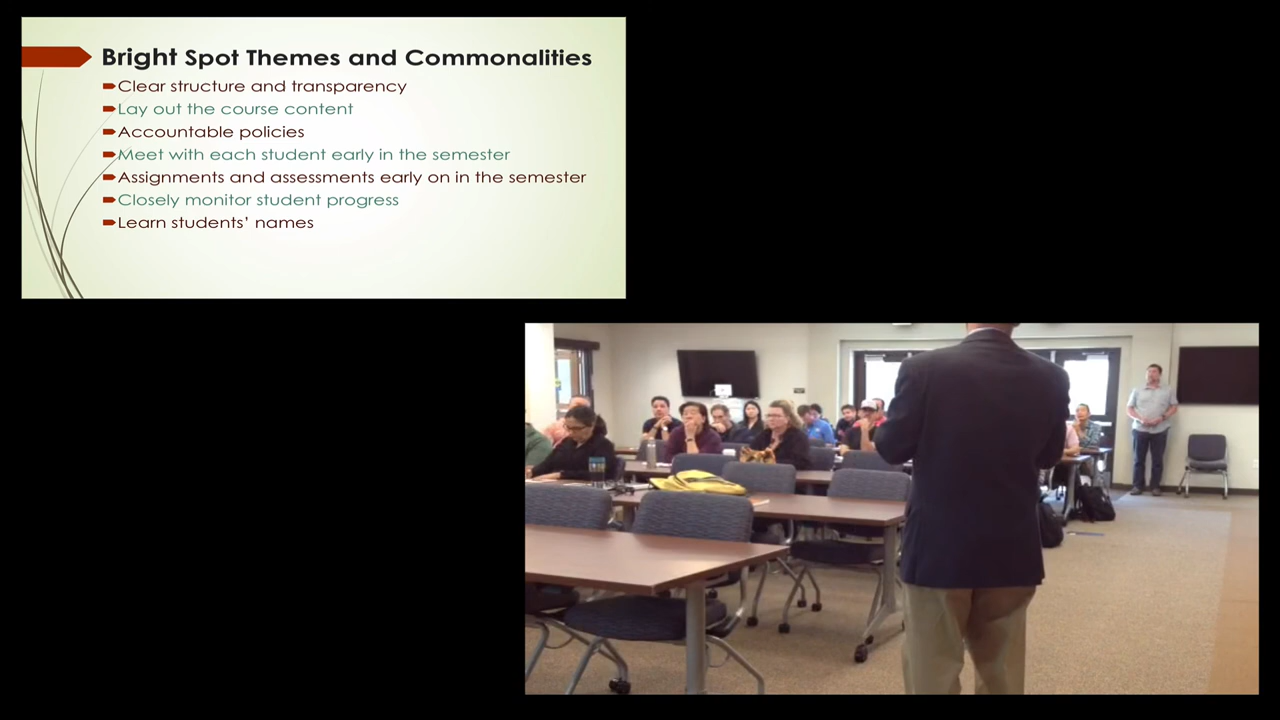 Bright Spot Themes and Commonalities
Clear structure and transparency
Lay out the course content
Accountable policies
Meet with each student early in the semester
Assignments and assessments early on in the semester
Closely monitor student progress
Learn students’ names